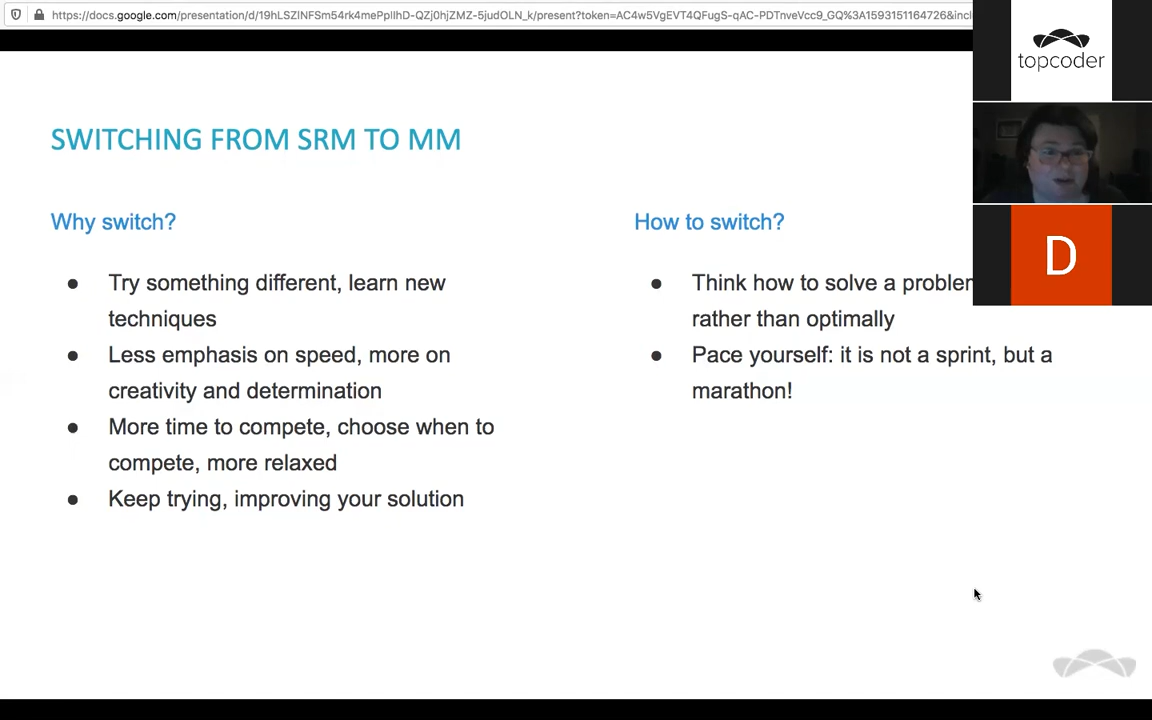 https://docs.google.com/presentation/d/19hLSZlNFSm54rk4mePplIhD-QZj0hjZMZ-5judOLN_k/present?token=AC4w5VgEVT4QFugS-qAC-PDTnveVcc9_GQ%3A1593151164726&incl
topcoder
SWITCHING FROM SRM TO MM
Why switch?
● Try something different, learn new
techniques
● Less emphasis on speed, more on
creativity and determination
● More time to compete, choose when to
compete, more relaxed
● Keep trying, improving your solution
How to switch?
● Think how to solve a
rather than optimally
● Pace yourself: it is not a sprint, but a
marathon!
D